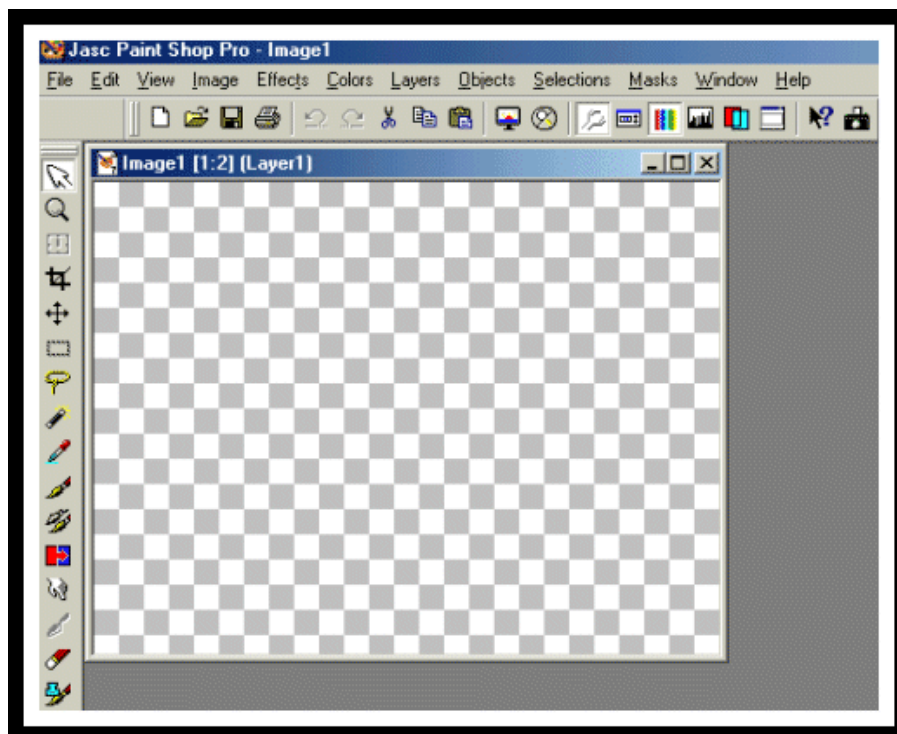 Jasc Paint Shop Pro - Image1
File Edit View Image Effects Colors Layers Objects Selections Masks Window Help
Image1 [1:2] (Layer1)